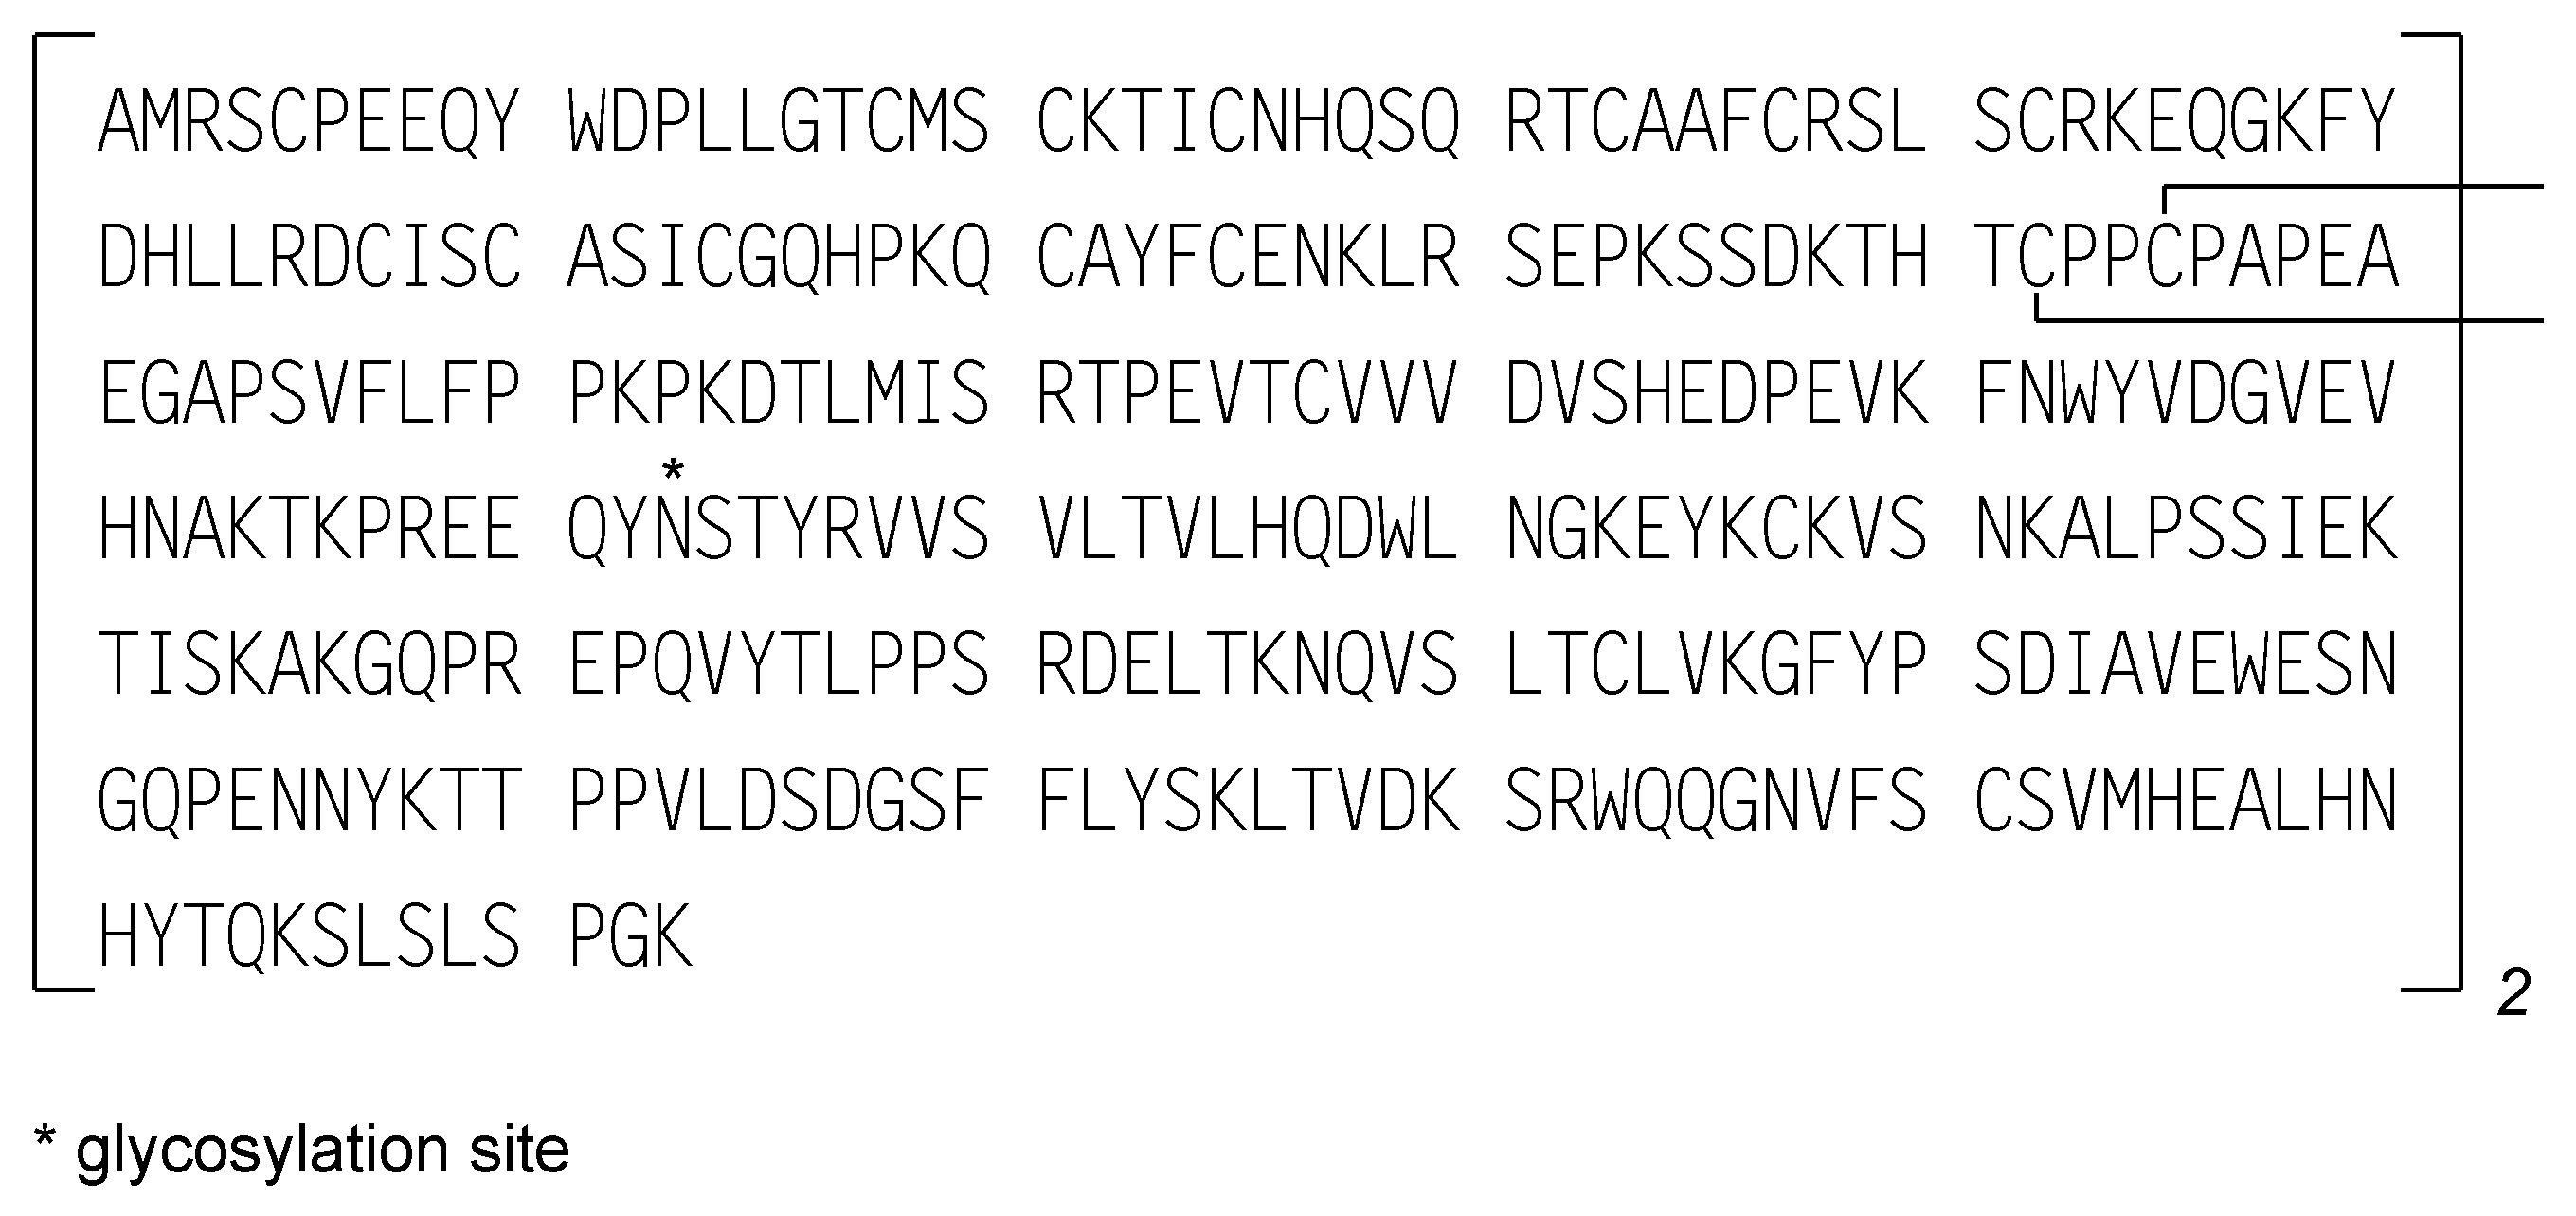 AMRSCPEEQY WDPLLGTCMS CKTICNHQSQ RTCAAFCRSL SCRKEQGKFY
DHLLRDCISC ASICGQHPKQ CAYFCENKLR SEPKSSDKTH TCPPCPAPEA
EGAPSVFLFP PKPKDTLMIS RTPEVTCVVV DVSHEDPEVK FNWYVDGVEV
*
HNAKTKPREE QYNSTYRVVS VLTVLHQDWL NGKEYKCKVS NKALPSSIEK
TISKAKGQPR EPQVYTLPPS RDELTKNQVS LTCLVKGFYP SDIAVEWESN
GQPENNYKTT PPVLDSDGSF FLYSKLTVDK SRWQQGNVFS CSVMHEALHN
HYTQKSLSLS PGK
2
* glycosylation site